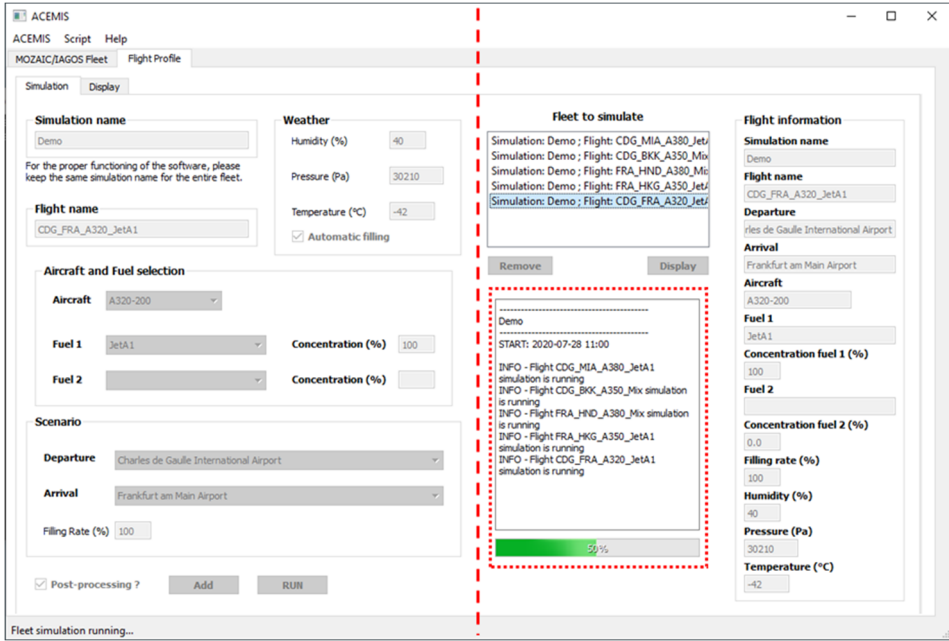 ACEMIS
ACEMIS Script Help
MOZAIC/IAGOS Fleet Flight Profile
Simulation Display
Simulation name
Demo
For the proper functioning of the software, please
keep the same simulation name for the entire fleet.
Flight name
CDG_FRA_A320_JetA1
Weather
Humidity (%) 40
Pressure (Pa) 30210
Temperature (°C) -42
Automatic filling
Aircraft and Fuel selection
Aircraft A320-200
Fuel 1 JetA1 Concentration (%) 100
Fuel 2 Concentration (%)
Scenario
Departure Charles de Gaulle International Airport
Arrival Frankfurt am Main Airport
Filling Rate (%) 100
Post-processing ? Add RUN
Fleet to simulate
Simulation: Demo ; Flight: CDG_MIA_A380_Jet
Simulation: Demo ; Flight: CDG_BKK_A350_Mi
Simulation: Demo ; Flight: FRA_HND_A380_Mi
Simulation: Demo ; Flight: FRA_HKG_A350_Jet
Simulation: Demo ; Flight: CDG_FRA_A320_Jet
Remove Display
----------------------------------------
Demo
----------------------------------------
START: 2020-07-28 11:00
INFO - Flight CDG_MIA_A380_JetA1
simulation is running
INFO - Flight CDG_BKK_A350_Mix simulation
is running
INFO - Flight FRA_HND_A380_Mix simulation
is running
INFO - Flight FRA_HKG_A350_JetA1
simulation is running
INFO - Flight CDG_FRA_A320_JetA1
simulation is running
50%
Flight information
Simulation name
Demo
Flight name
CDG_FRA_A320_JetA1
Departure
rles de Gaulle International Airport
Arrival
Frankfurt am Main Airport
Aircraft
A320-200
Fuel 1
JetA1
Concentration fuel 1 (%)
100
Fuel 2
Concentration fuel 2 (%)
0.0
Filling rate (%)
100
Humidity (%)
40
Pressure (Pa)
30210
Temperature (°C)
-42
Fleet simulation running...